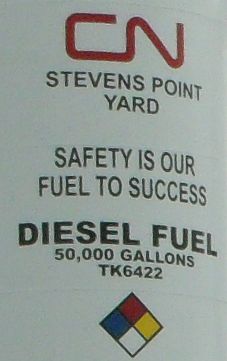 CN
STEVENS POINT
YARD
SAFETY IS OUR
FUEL TO SUCCESS
DIESEL FUEL
50,000 GALLONS
TK6422